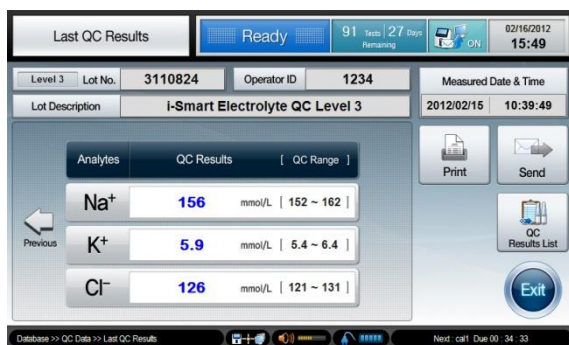 Last QC Results
Ready
91 Tests 27 Days
Remaining
ON
02/16/2012
15:49
Level 3 Lot No. 3110824 Operator ID 1234
Measured Date & Time
Lot Description i-Smart Electrolyte QC Level 3
2012/02/15 10:39:49
Analytes QC Results [ QC Range ]
Na+ 156 mmol/L [ 152 ~ 162 ]
K+ 5.9 mmol/L [ 5.4 ~ 6.4 ]
Cl- 126 mmol/L [ 121 ~ 131 ]
Previous
Print
Send
QC
Results List
Exit
Database >> QC Data >> Last QC Results
Next : cal1 Due 00 : 34 : 33